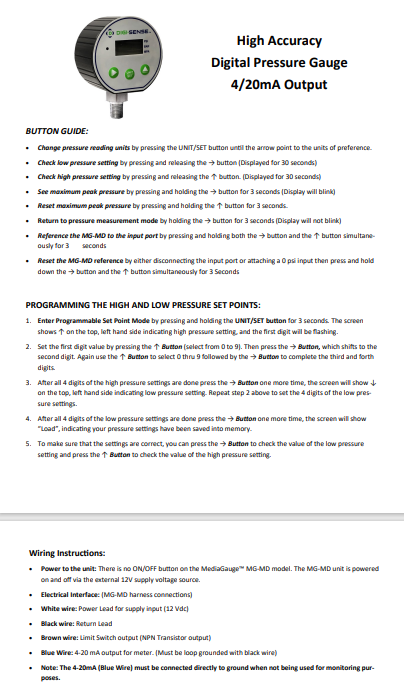 DIGI-SENSE
High Accuracy
Digital Pressure Gauge
4/20mA Output
BUTTON GUIDE:
• Change pressure reading units by pressing the UNIT/SET button until the arrow point to the units of preference.
• Check low pressure setting by pressing and releasing the → button (Displayed for 30 seconds)
• Check high pressure setting by pressing and releasing the ↑ button. (Displayed for 30 seconds)
• See maximum peak pressure by pressing and holding the → button for 3 seconds (Display will blink)
• Reset maximum peak pressure by pressing and holding the ↑ button for 3 seconds.
• Return to pressure measurement mode by holding the → button for 3 seconds (Display will not blink)
• Reference the MG-MD to the input port by pressing and holding both the → button and the ↑ button simultane-
ously for 3 seconds
• Reset the MG-MD reference by either disconnecting the input port or attaching a 0 psi input then press and hold
down the → button and the ↑ button simultaneously for 3 Seconds
PROGRAMMING THE HIGH AND LOW PRESSURE SET POINTS:
1. Enter Programmable Set Point Mode by pressing and holding the UNIT/SET button for 3 seconds. The screen
shows ↑ on the top, left hand side indicating high pressure setting, and the first digit will be flashing.
2. Set the first digit value by pressing the ↑ Button (select from 0 to 9). Then press the → Button, which shifts to the
second digit. Again use the ↑ Button to select 0 thru 9 followed by the → Button to complete the third and forth
digits.
3. After all 4 digits of the high pressure settings are done press the → Button one more time, the screen will show ↓
on the top, left hand side indicating low pressure setting. Repeat step 2 above to set the 4 digits of the low pres-
sure settings.
4. After all 4 digits of the low pressure settings are done press the → Button one more time, the screen will show
"Load", indicating your pressure settings have been saved into memory.
5. To make sure that the settings are correct, you can press the → Button to check the value of the low pressure
setting and press the ↑ Button to check the value of the high pressure setting.
Wiring Instructions:
• Power to the unit: There is no ON/OFF button on the MediaGauge™ MG-MD model. The MG-MD unit is powered
on and off via the external 12V supply voltage source.
• Electrical Interface: (MG-MD harness connections)
• White wire: Power Lead for supply input (12 Vdc)
• Black wire: Return Lead
• Brown wire: Limit Switch output (NPN Transistor output)
• Blue Wire: 4-20 mA output for meter. (Must be loop grounded with black wire)
• Note: The 4-20mA (Blue Wire) must be connected directly to ground when not being used for monitoring pur-
poses.